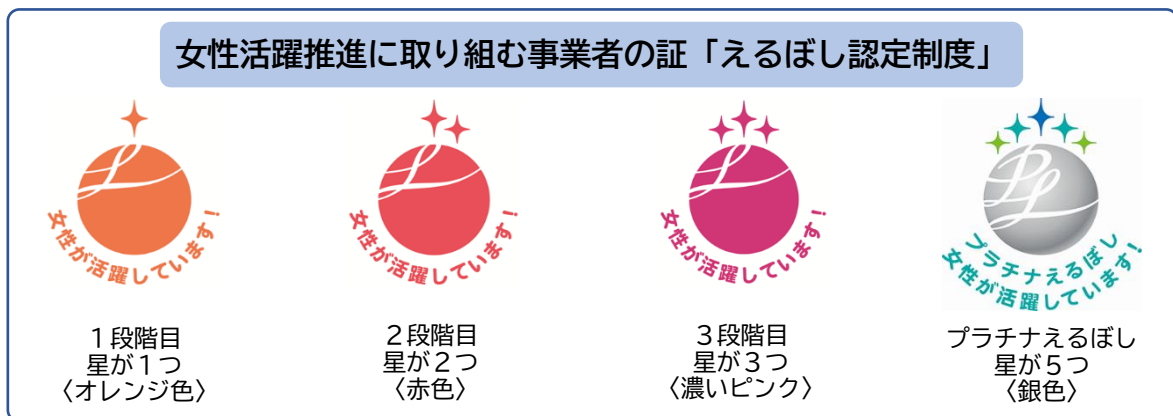 女性活躍推進に取り組む事業者の証「えるぼし認定制度」
L
女性が活躍しています！
L
女性が活躍しています！
L
女性が活躍しています！
PL
プラチナえるぼし
女性が活躍しています！
１段階目
星が１つ
〈オレンジ色〉
２段階目
星が２つ
〈赤色〉
３段階目
星が３つ
〈濃いピンク〉
プラチナえるぼし
星が５つ
〈銀色〉